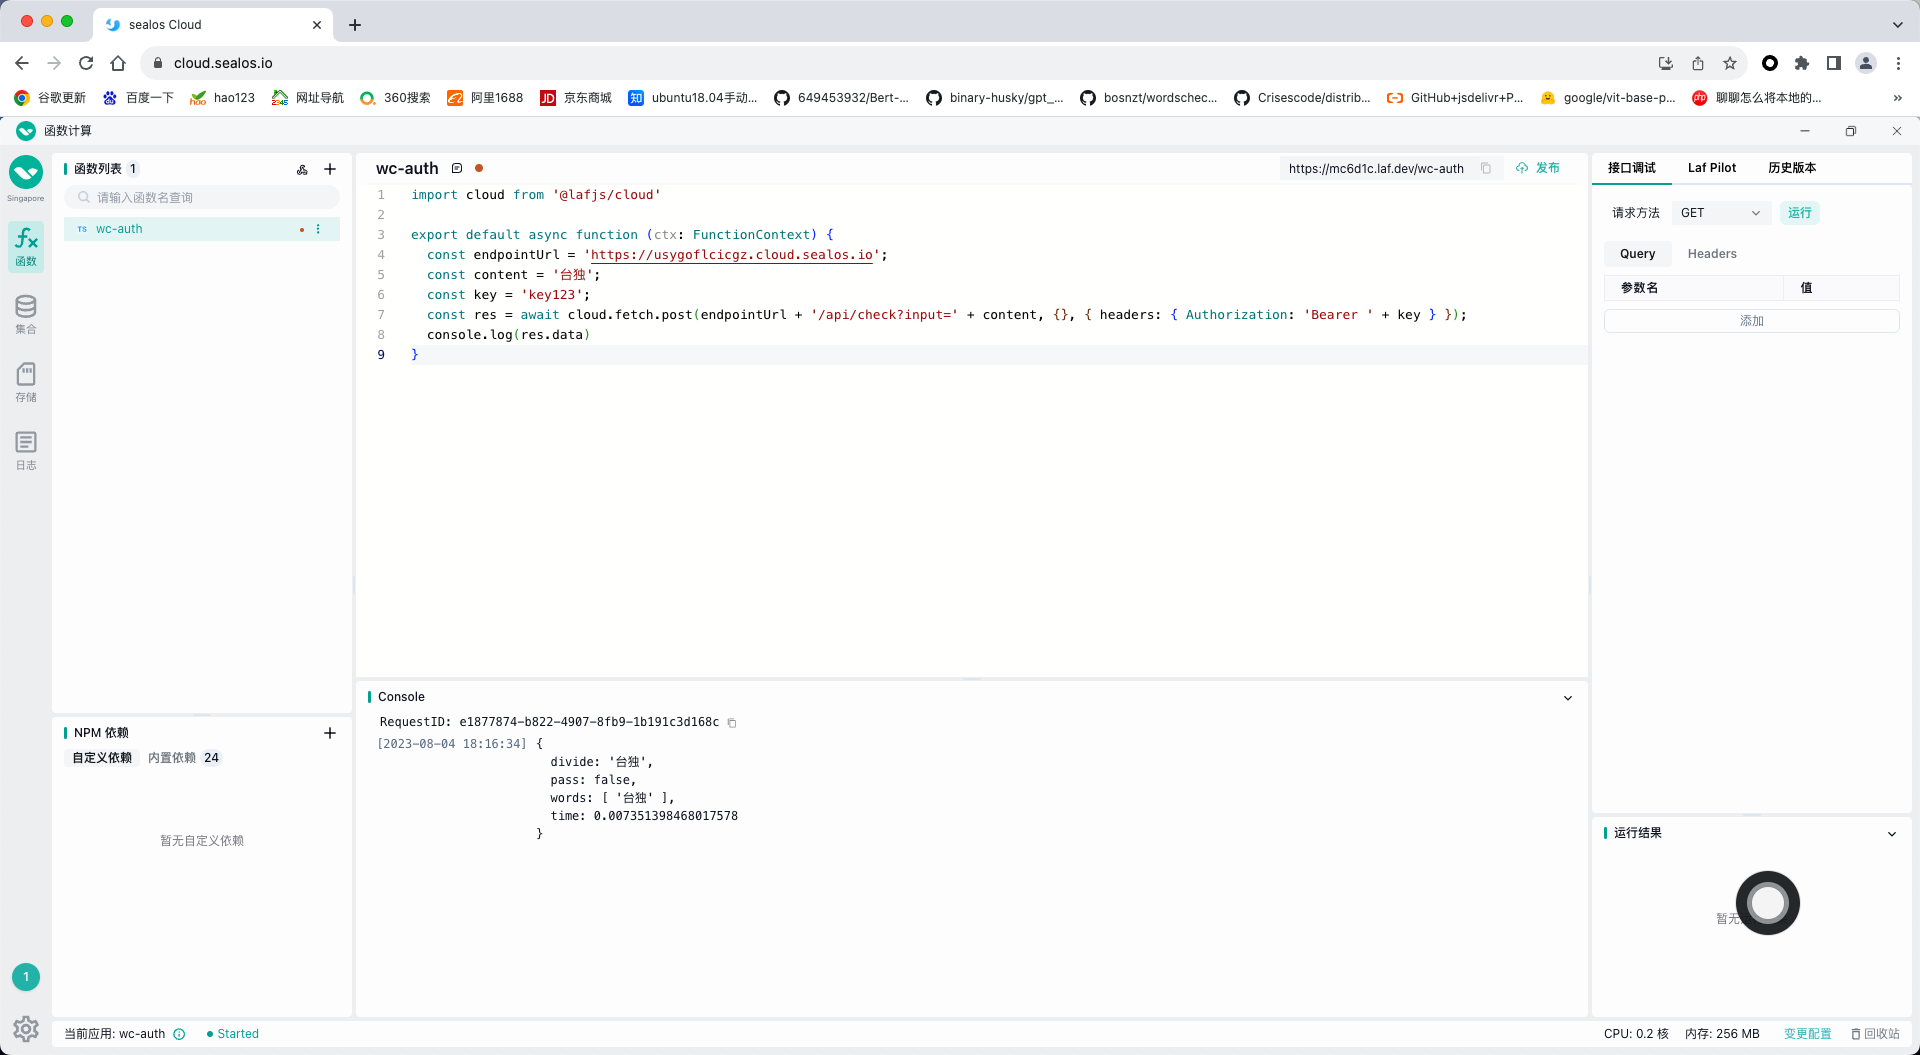 sealos Cloud
cloud.sealos.io
谷歌更新
百度一下
hao123
网址导航
360搜索
阿里1688
京东商城
ubuntu18.04手动...
649453932/Bert-...
binary-husky/gpt_...
bosnzt/wordschec...
Crisescode/distrib...
GitHub+jsdelivr+P...
google/vit-base-p...
聊聊怎么将本地的...
函数计算
Singapore
函数
集合
存储
日志
1
函数列表 1
请输入函数名查询
TS wc-auth
NPM 依赖
自定义依赖 内置依赖 24
暂无自定义依赖
wc-auth
https://mc6d1c.laf.dev/wc-auth
发布
1 import cloud from '@lafjs/cloud'
2
3 export default async function (ctx: FunctionContext) {
4 const endpointUrl = 'https://usygoflcicgz.cloud.sealos.io';
5 const content = '台独';
6 const key = 'key123';
7 const res = await cloud.fetch.post(endpointUrl + '/api/check?input=' + content, {}, { headers: { Authorization: 'Bearer ' + key } });
8 console.log(res.data)
9 }
Console
RequestID: e1877874-b822-4907-8fb9-1b191c3d168c
[2023-08-04 18:16:34] {
divide: '台独',
pass: false,
words: [ '台独' ],
time: 0.007351398468017578
}
接口调试 Laf Pilot 历史版本
请求方法 GET 运行
Query Headers
参数名 值
添加
运行结果
暂无
当前应用: wc-auth
Started
CPU: 0.2 核 内存: 256 MB 变更配置 回收站